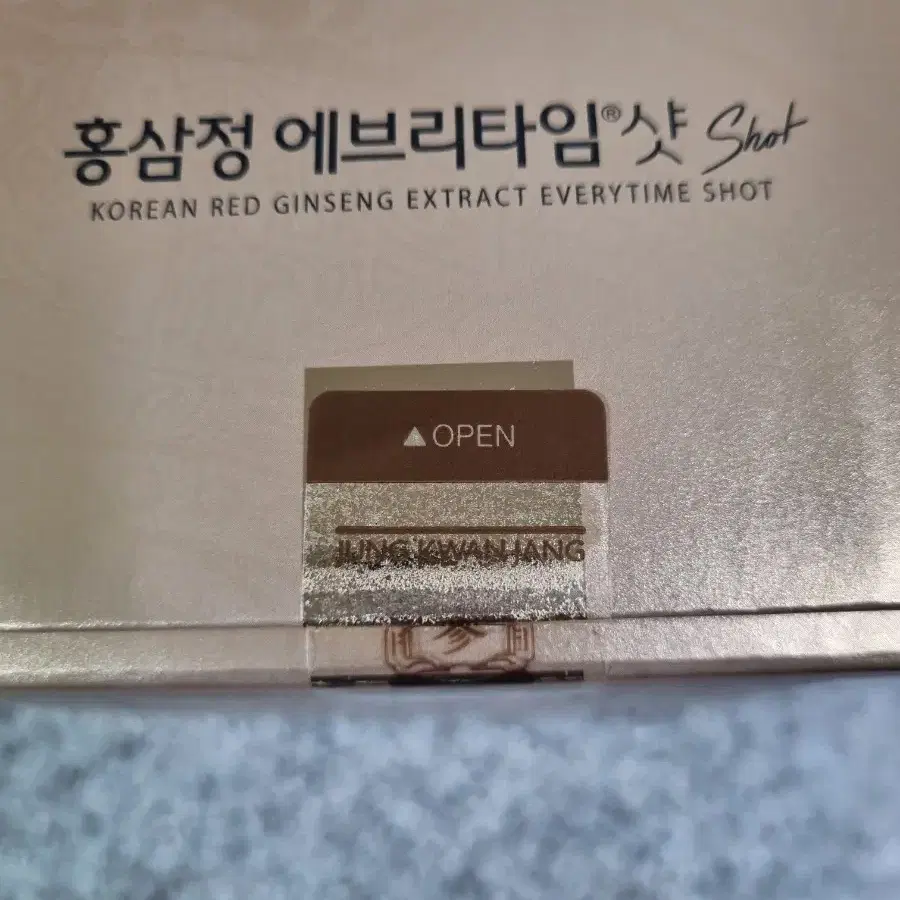 홍삼정 에브리타임®샷 Shot
KOREAN RED GINSENG EXTRACT EVERYTIME SHOT
▲OPEN
JUNG KWAN JANG